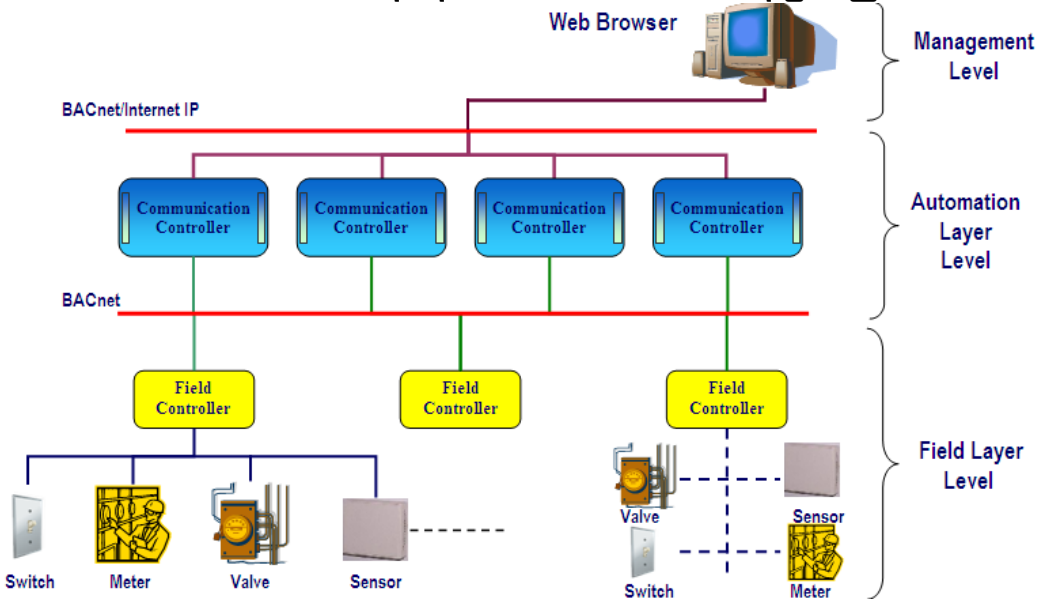 Web Browser
Management
Level
BACnet/Internet IP
Communication
Controller
Communication
Controller
Communication
Controller
Communication
Controller
Automation
Layer
Level
BACnet
Field
Controller
Field
Controller
Field
Controller
Field Layer
Level
Switch
Meter
Valve
Sensor
Valve
Sensor
Switch
Meter